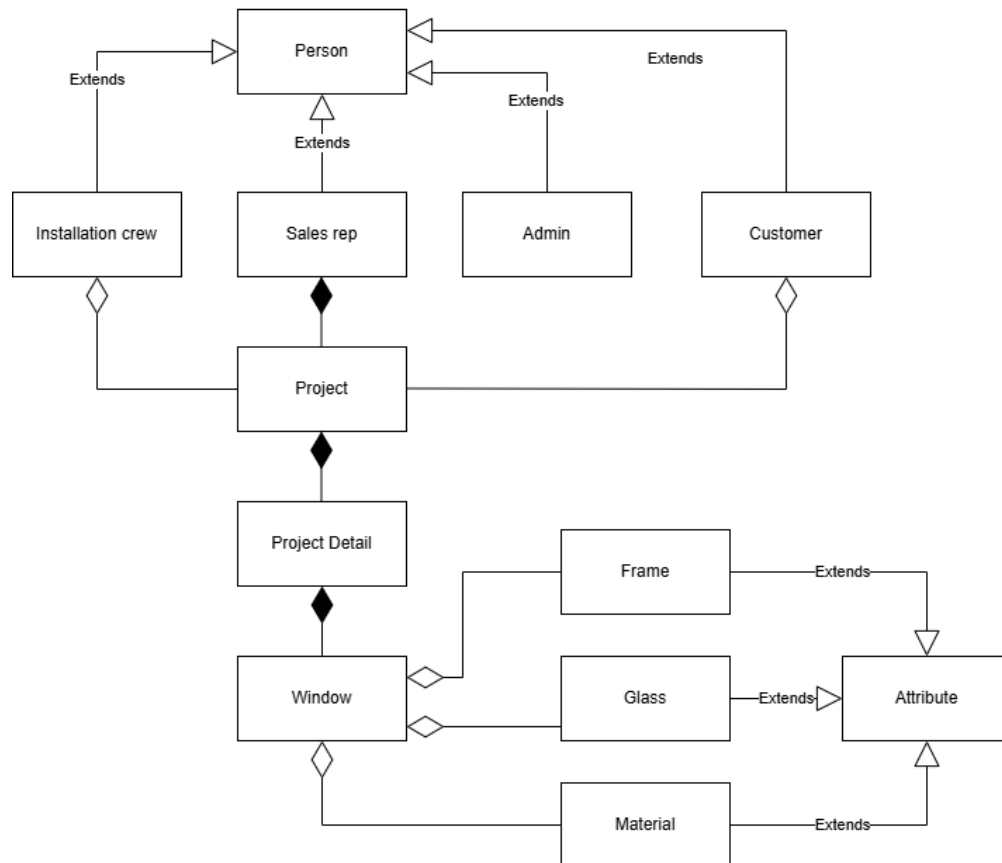 Person
Extends
Extends
Extends
Extends
Installation crew
Sales rep
Admin
Customer
Project
Project Detail
Frame
Extends
Window
Glass
Extends
Attribute
Material
Extends